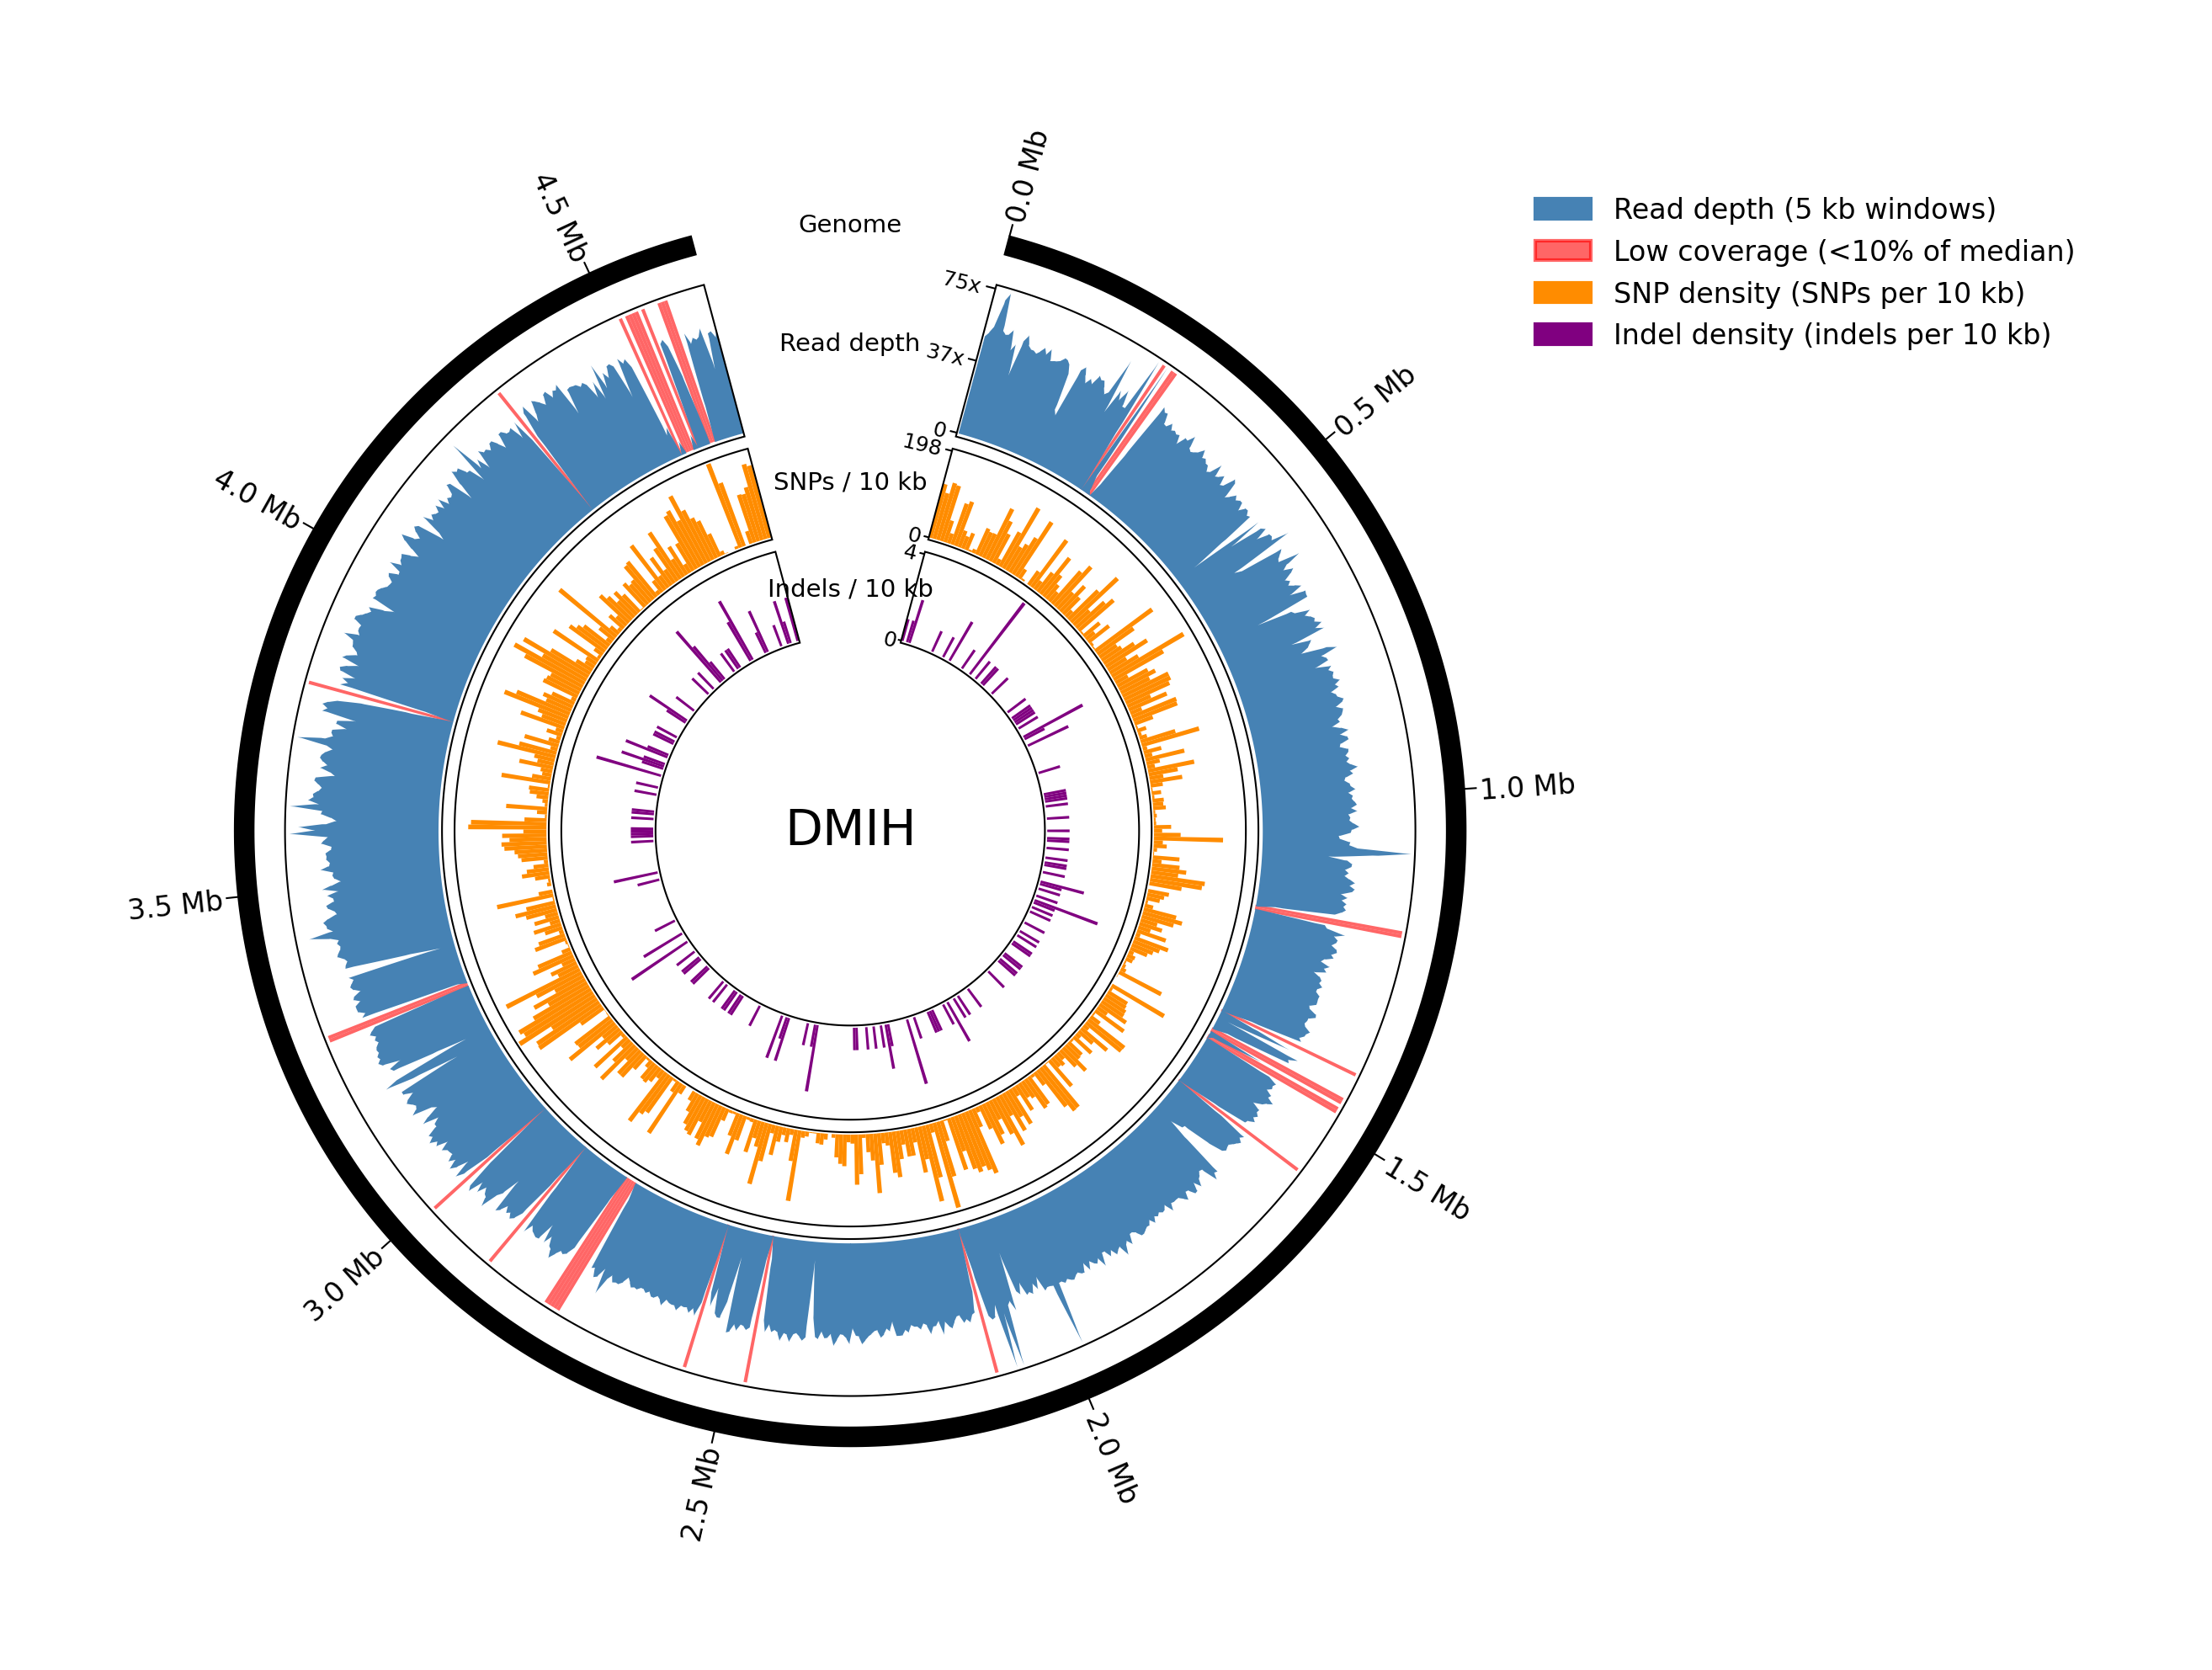 Genome
Read depth
SNPs / 10 kb
Indels / 10 kb
75x
37x
0
198
0
4
0
0.0 Mb
0.5 Mb
1.0 Mb
1.5 Mb
2.0 Mb
2.5 Mb
3.0 Mb
3.5 Mb
4.0 Mb
4.5 Mb
DMIH
Read depth (5 kb windows)
Low coverage (<10% of median)
SNP density (SNPs per 10 kb)
Indel density (indels per 10 kb)